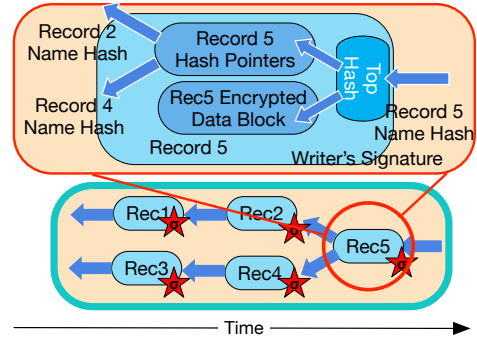 Record 2
Name Hash
Record 4
Name Hash
Record 5
Hash Pointers
Rec5 Encrypted
Data Block
Record 5
Top
Hash
Record 5
Name Hash
Writer's Signature
Rec1
σ
Rec2
σ
Rec5
σ
Rec3
σ
Rec4
σ
Time